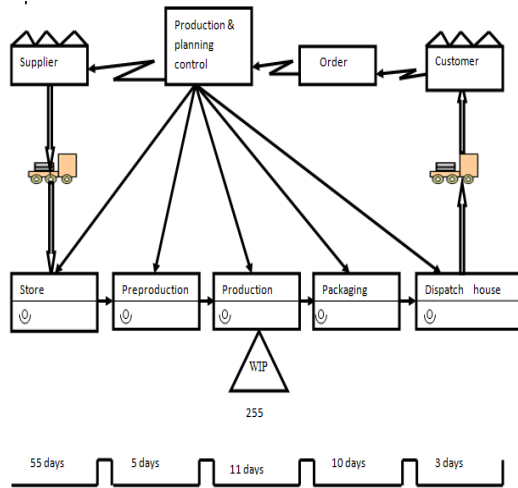 Production &
planning
control
Supplier
Order
Customer
Store
Preproduction
Production
Packaging
Dispatch house
WIP
255
55 days
5 days
11 days
10 days
3 days